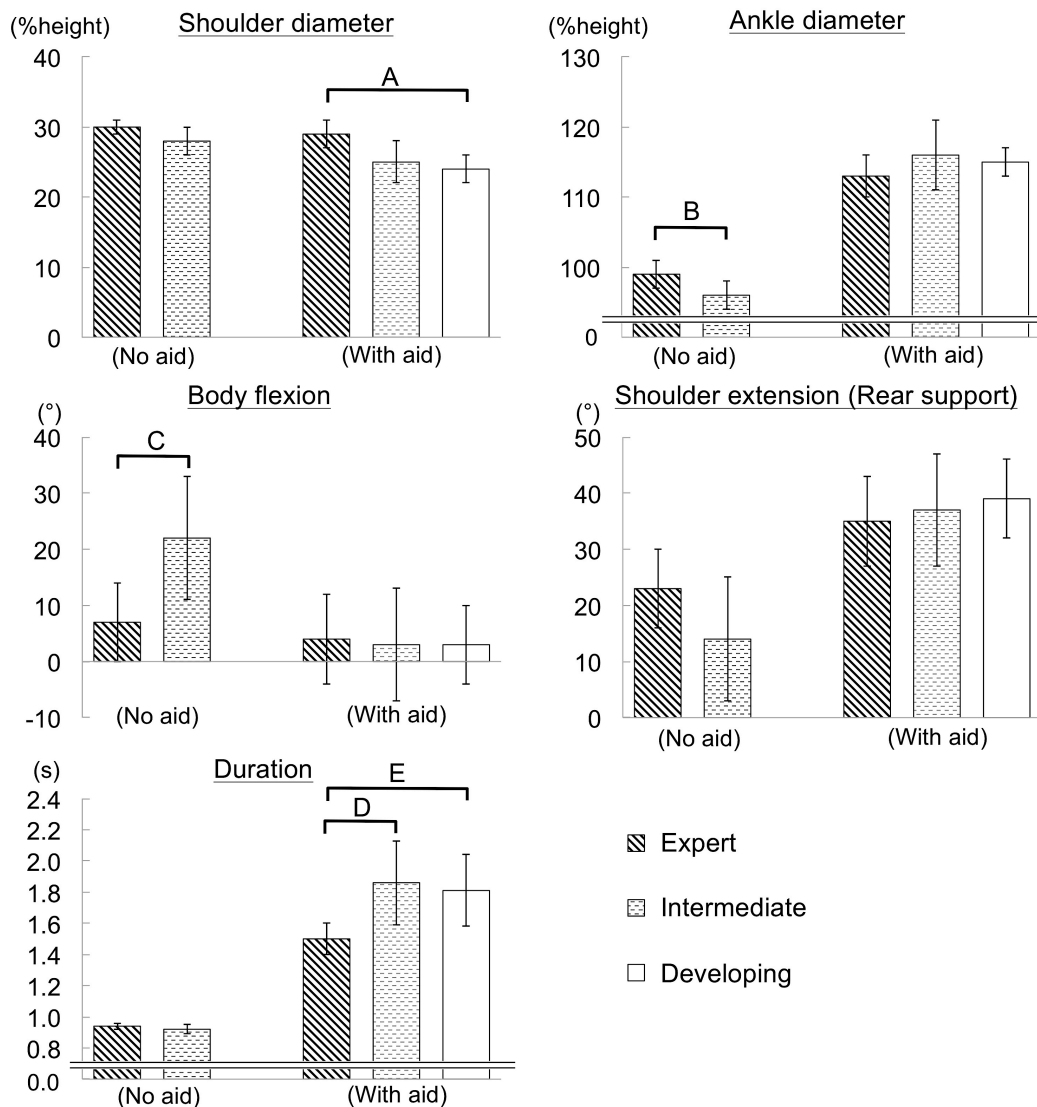 (%height)
Shoulder diameter
40
30
20
10
0
A
(No aid)
(With aid)
(%height)
Ankle diameter
130
120
110
100
0
B
(No aid)
(With aid)
Body flexion
(°)
40
30
20
10
0
-10
C
(No aid)
(With aid)
Shoulder extension (Rear support)
(°)
50
40
30
20
10
0
(No aid)
(With aid)
(s)
Duration
2.4
2.2
2.0
1.8
1.6
1.4
1.2
1.0
0.8
0.0
E
D
(No aid)
(With aid)
Expert
Intermediate
Developing